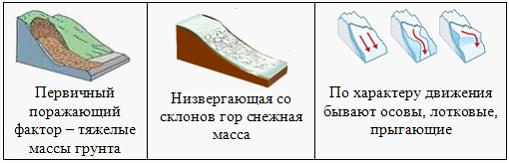 Первичный
поражающий
фактор – тяжелые
массы грунта
Низвергающая со
склонов гор снежная
масса
По характеру движения
бывают осовы, лотковые,
прыгающие